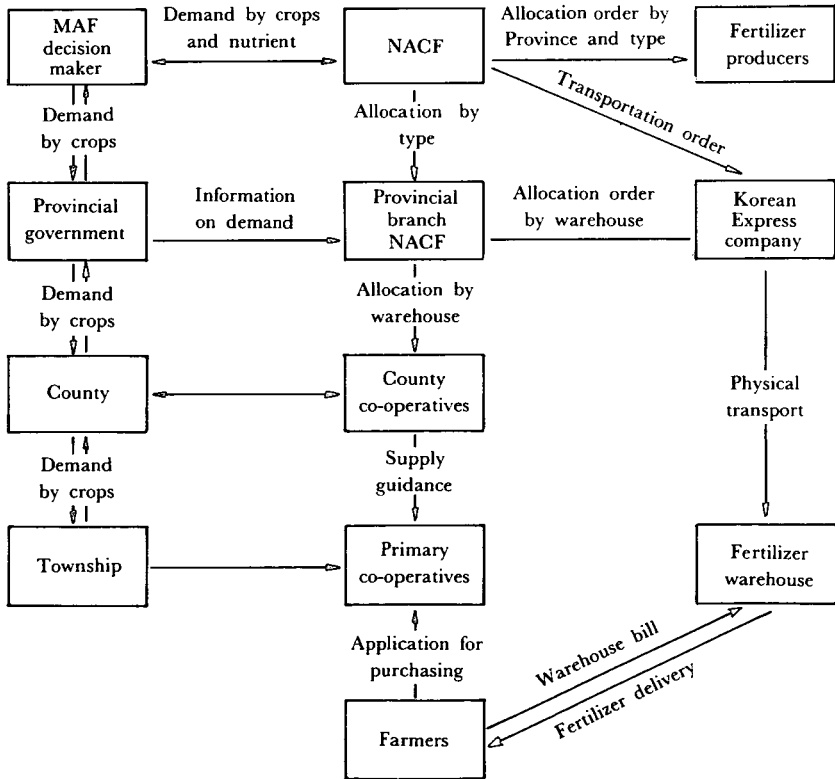 MAF
decision
maker
Demand by crops
and nutrient
NACF
Allocation order by
Province and type
Fertilizer
producers
Transportation order
Demand
by crops
Allocation by
type
Provincial
government
Information
on demand
Provincial
branch
NACF
Allocation order
by warehouse
Korean
Express
company
Demand
by crops
Allocation by
warehouse
County
County
co-operatives
Physical
transport
Demand
by crops
Supply
guidance
Township
Primary
co-operatives
Fertilizer
warehouse
Application for
purchasing
Warehouse bill
Fertilizer delivery
Farmers